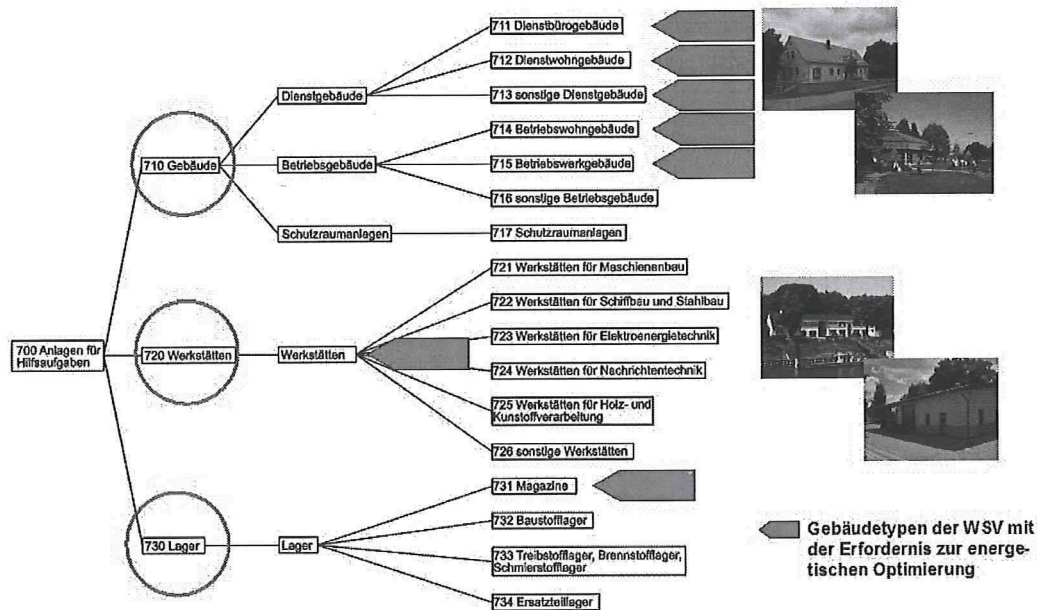 711 Dienstbürogebäude
712 Dienstwohngebäude
Dienstgebäude
713 sonstige Dienstgebäude
714 Betriebswohngebäude
710 Gebäude
Betriebsgebäude
715 Betriebswerkgebäude
716 sonstige Betriebsgebäude
Schutzraumanlagen
717 Schutzraumanlagen
721 Werkstätten für Maschienenbau
722 Werkstätten für Schiffbau und Stahlbau
723 Werkstätten für Elektroenergietechnik
700 Anlagen für
Hilfsaufgaben
720 Werkstätten
Werkstätten
724 Werkstätten für Nachrichtentechnik
725 Werkstätten für Holz- und
Kunstoffverarbeitung
726 sonstige Werkstätten
731 Magazine
732 Baustofflager
730 Lager
Lager
733 Treibstofflager, Brennstofflager,
Schmierstofflager
734 Ersatzteillager
Gebäudetypen der WSV mit
der Erfordernis zur energe-
tischen Optimierung